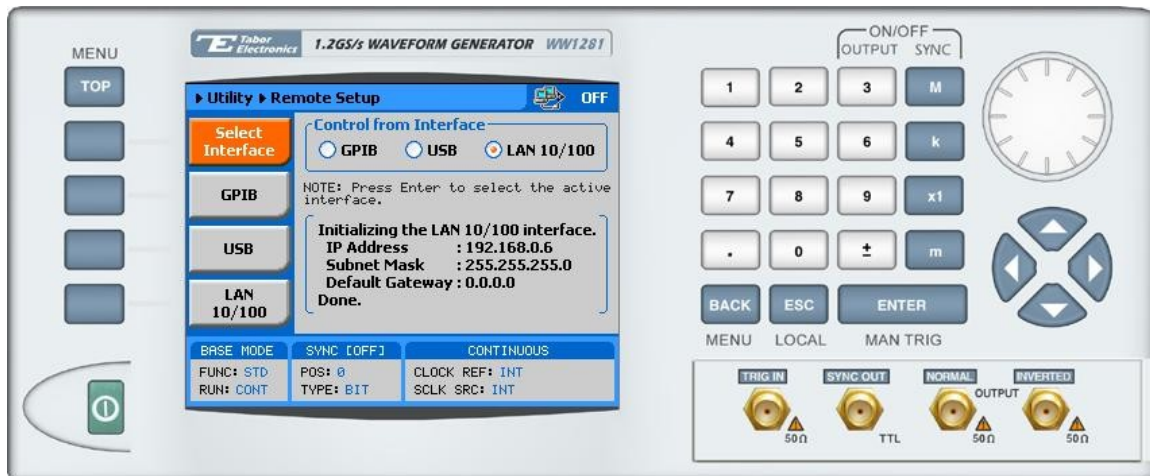 MENU
TOP
Tabor
Electronics
1.2GS/s WAVEFORM GENERATOR WW1281
Utility Remote Setup
OFF
Select
Interface
GPIB
USB
LAN
10/100
Control from Interface
GPIB USB LAN 10/100
NOTE: Press Enter to select the active
interface.
Initializing the LAN 10/100 interface.
IP Address : 192.168.0.6
Subnet Mask : 255.255.255.0
Default Gateway : 0.0.0.0
Done.
BASE MODE
FUNC: STD
RUN: CONT
SYNC [OFF]
POS: 0
TYPE: BIT
CONTINUOUS
CLOCK REF: INT
SCLK SRC: INT
ON/OFF
OUTPUT SYNC
1 2 3 M
4 5 6 k
7 8 9 x1
. 0 ± m
BACK ESC ENTER
MENU LOCAL MAN TRIG
TRIG IN SYNC OUT NORMAL INVERTED
OUTPUT
50Ω TTL 50Ω 50Ω